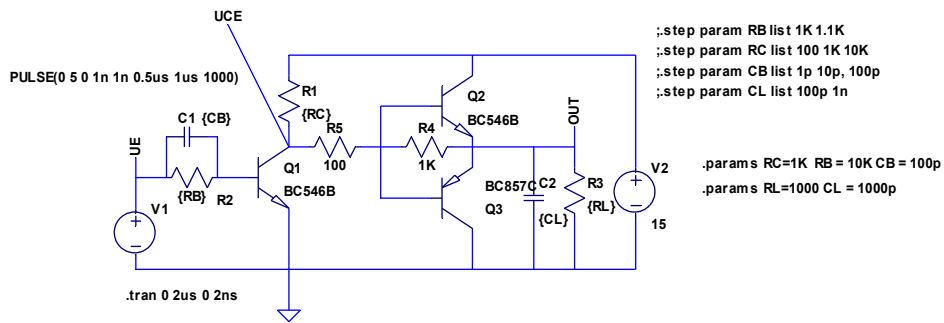 UCE
;.step param RB list 1K 1.1K
;.step param RC list 100 1K 10K
;.step param CB list 1p 10p, 100p
;.step param CL list 100p 1n
PULSE(0 5 0 1n 1n 0.5us 1us 1000)
R1
{RC}
Q2
BC546B
OUT
C1 {CB}
UE
R5
100
R4
1K
Q1
BC546B
{RB}
R2
V1
BC857C
Q3
C2
{CL}
R3
{RL}
V2
15
.params RC=1K RB = 10K CB = 100p
.params RL=1000 CL = 1000p
.tran 0 2us 0 2ns